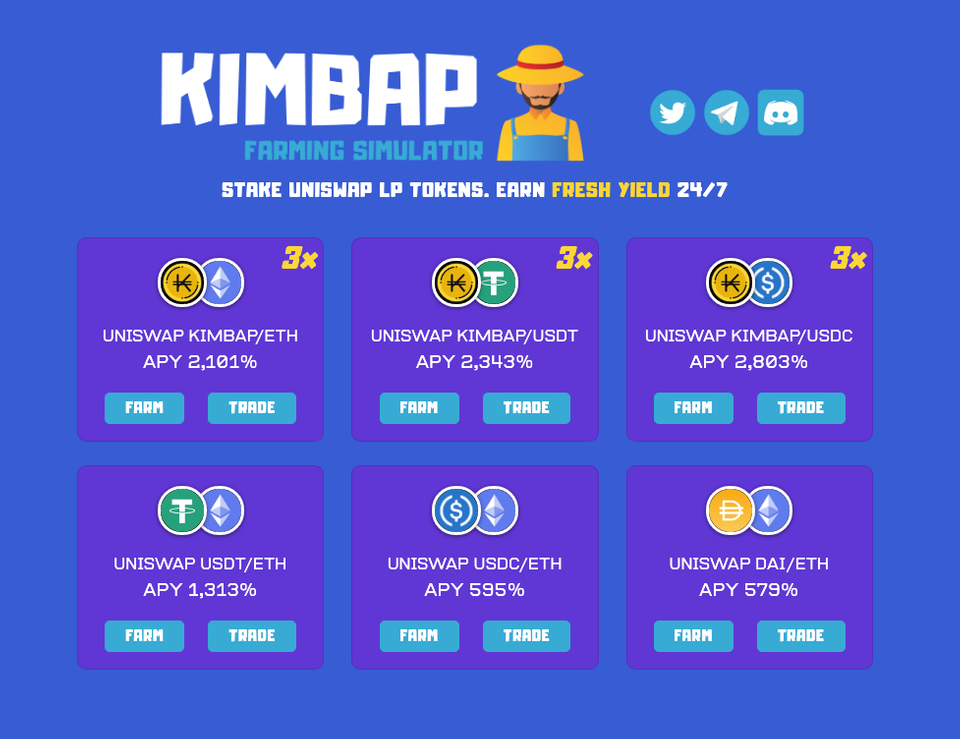 KIMBAP
FARMING SIMULATOR
STAKE UNISWAP LP TOKENS. EARN FRESH YIELD 24/7
3x
3x
3x
UNISWAP KIMBAP/ETH
APY 2,101%
FARM TRADE
UNISWAP KIMBAP/USDT
APY 2,343%
FARM TRADE
UNISWAP KIMBAP/USDC
APY 2,803%
FARM TRADE
UNISWAP USDT/ETH
APY 1,313%
FARM TRADE
UNISWAP USDC/ETH
APY 595%
FARM TRADE
UNISWAP DAI/ETH
APY 579%
FARM TRADE